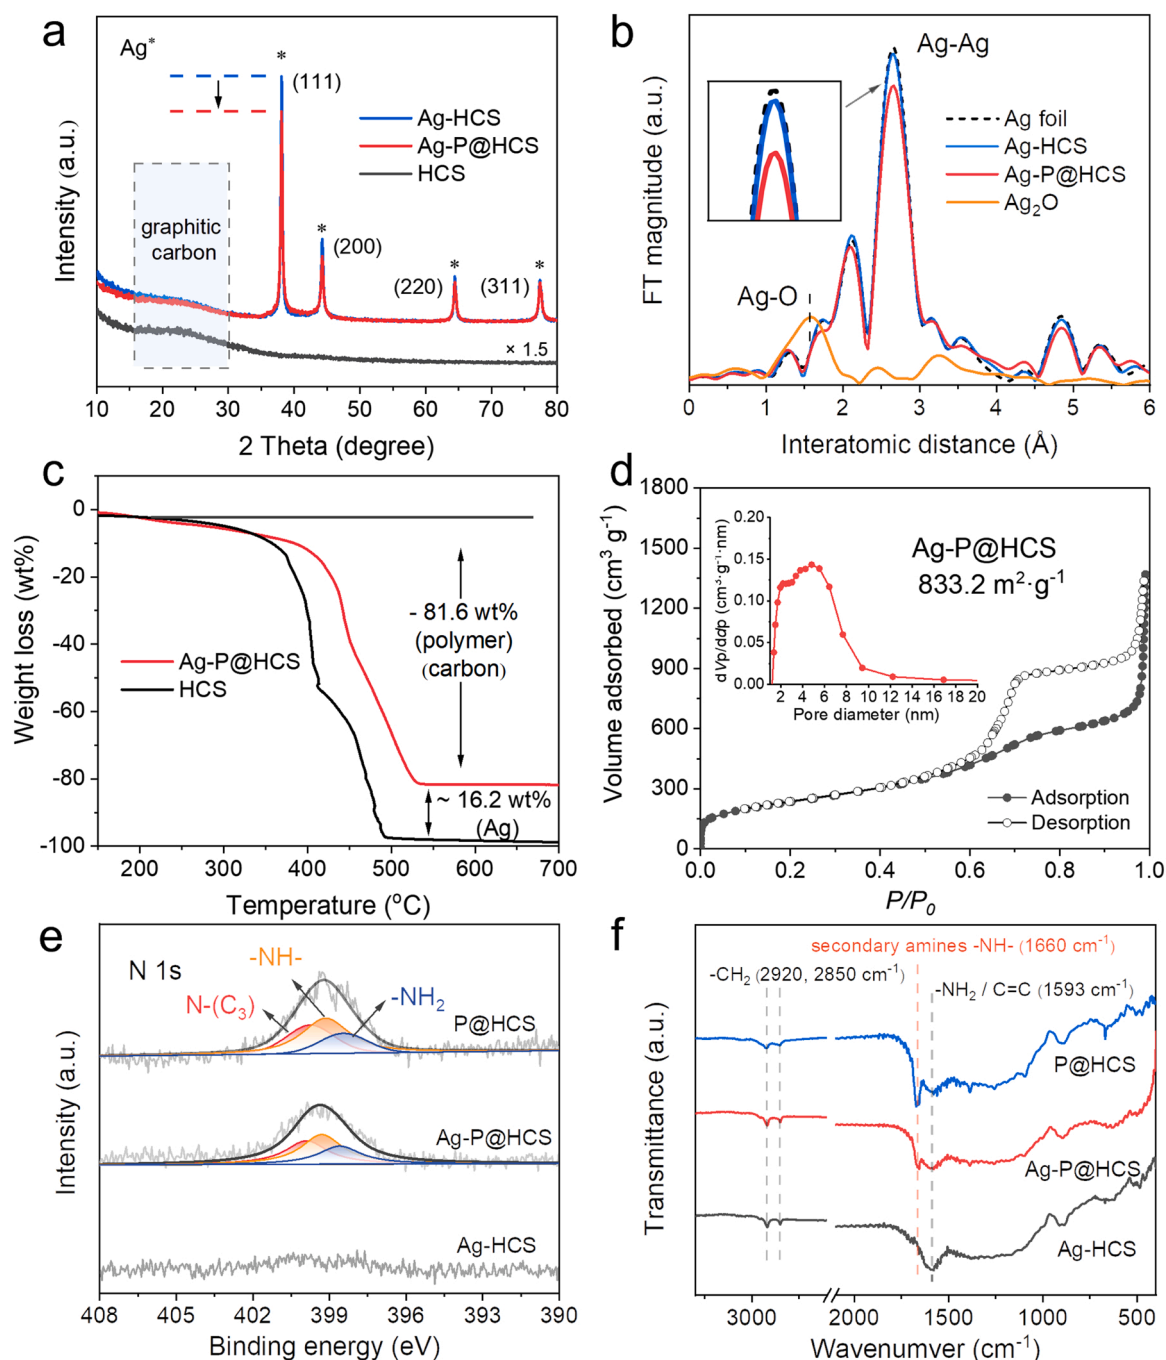 a
Ag*
*
(111)
Ag-HCS
Ag-P@HCS
HCS
graphitic
carbon
*
(200)
*
(220)
*
(311)
× 1.5
10 20 30 40 50 60 70 80
2 Theta (degree)
Intensity (a.u.)
b
Ag-Ag
Ag foil
Ag-HCS
Ag-P@HCS
Ag₂O
Ag-O
0 1 2 3 4 5 6
Interatomic distance (Å)
FT magnitude (a.u.)
c
0
-20
-40
-60
-80
-100
- 81.6 wt%
(polymer)
(carbon)
Ag-P@HCS
HCS
~ 16.2 wt%
(Ag)
200 300 400 500 600 700
Temperature (°C)
Weight loss (wt%)
d
1800
1500
1200
900
600
300
0
0.20
0.15
0.10
0.05
0.00
2 4 6 8 10 12 14 16 18 20
Pore diameter (nm)
dVp/ddp (cm³·g⁻¹·nm)
Ag-P@HCS
833.2 m²·g⁻¹
Adsorption
Desorption
0.0 0.2 0.4 0.6 0.8 1.0
P/P₀
Volume adsorbed (cm³ g⁻¹)
e
N 1s
-NH-
N-(C₃)
-NH₂
P@HCS
Ag-P@HCS
Ag-HCS
408 405 402 399 396 393 390
Binding energy (eV)
Intensity (a.u.)
f
secondary amines -NH- (1660 cm⁻¹)
-CH₂ (2920, 2850 cm⁻¹)
-NH₂ / C=C (1593 cm⁻¹)
P@HCS
Ag-P@HCS
Ag-HCS
3000 2000 1500 1000 500
Wavenumver (cm⁻¹)
Transmittance (a.u.)